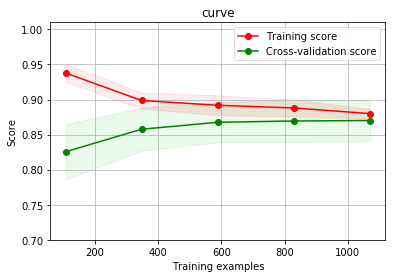 curve
Training score
Cross-validation score
Score
1.00
0.95
0.90
0.85
0.80
0.75
0.70
200 400 600 800 1000
Training examples